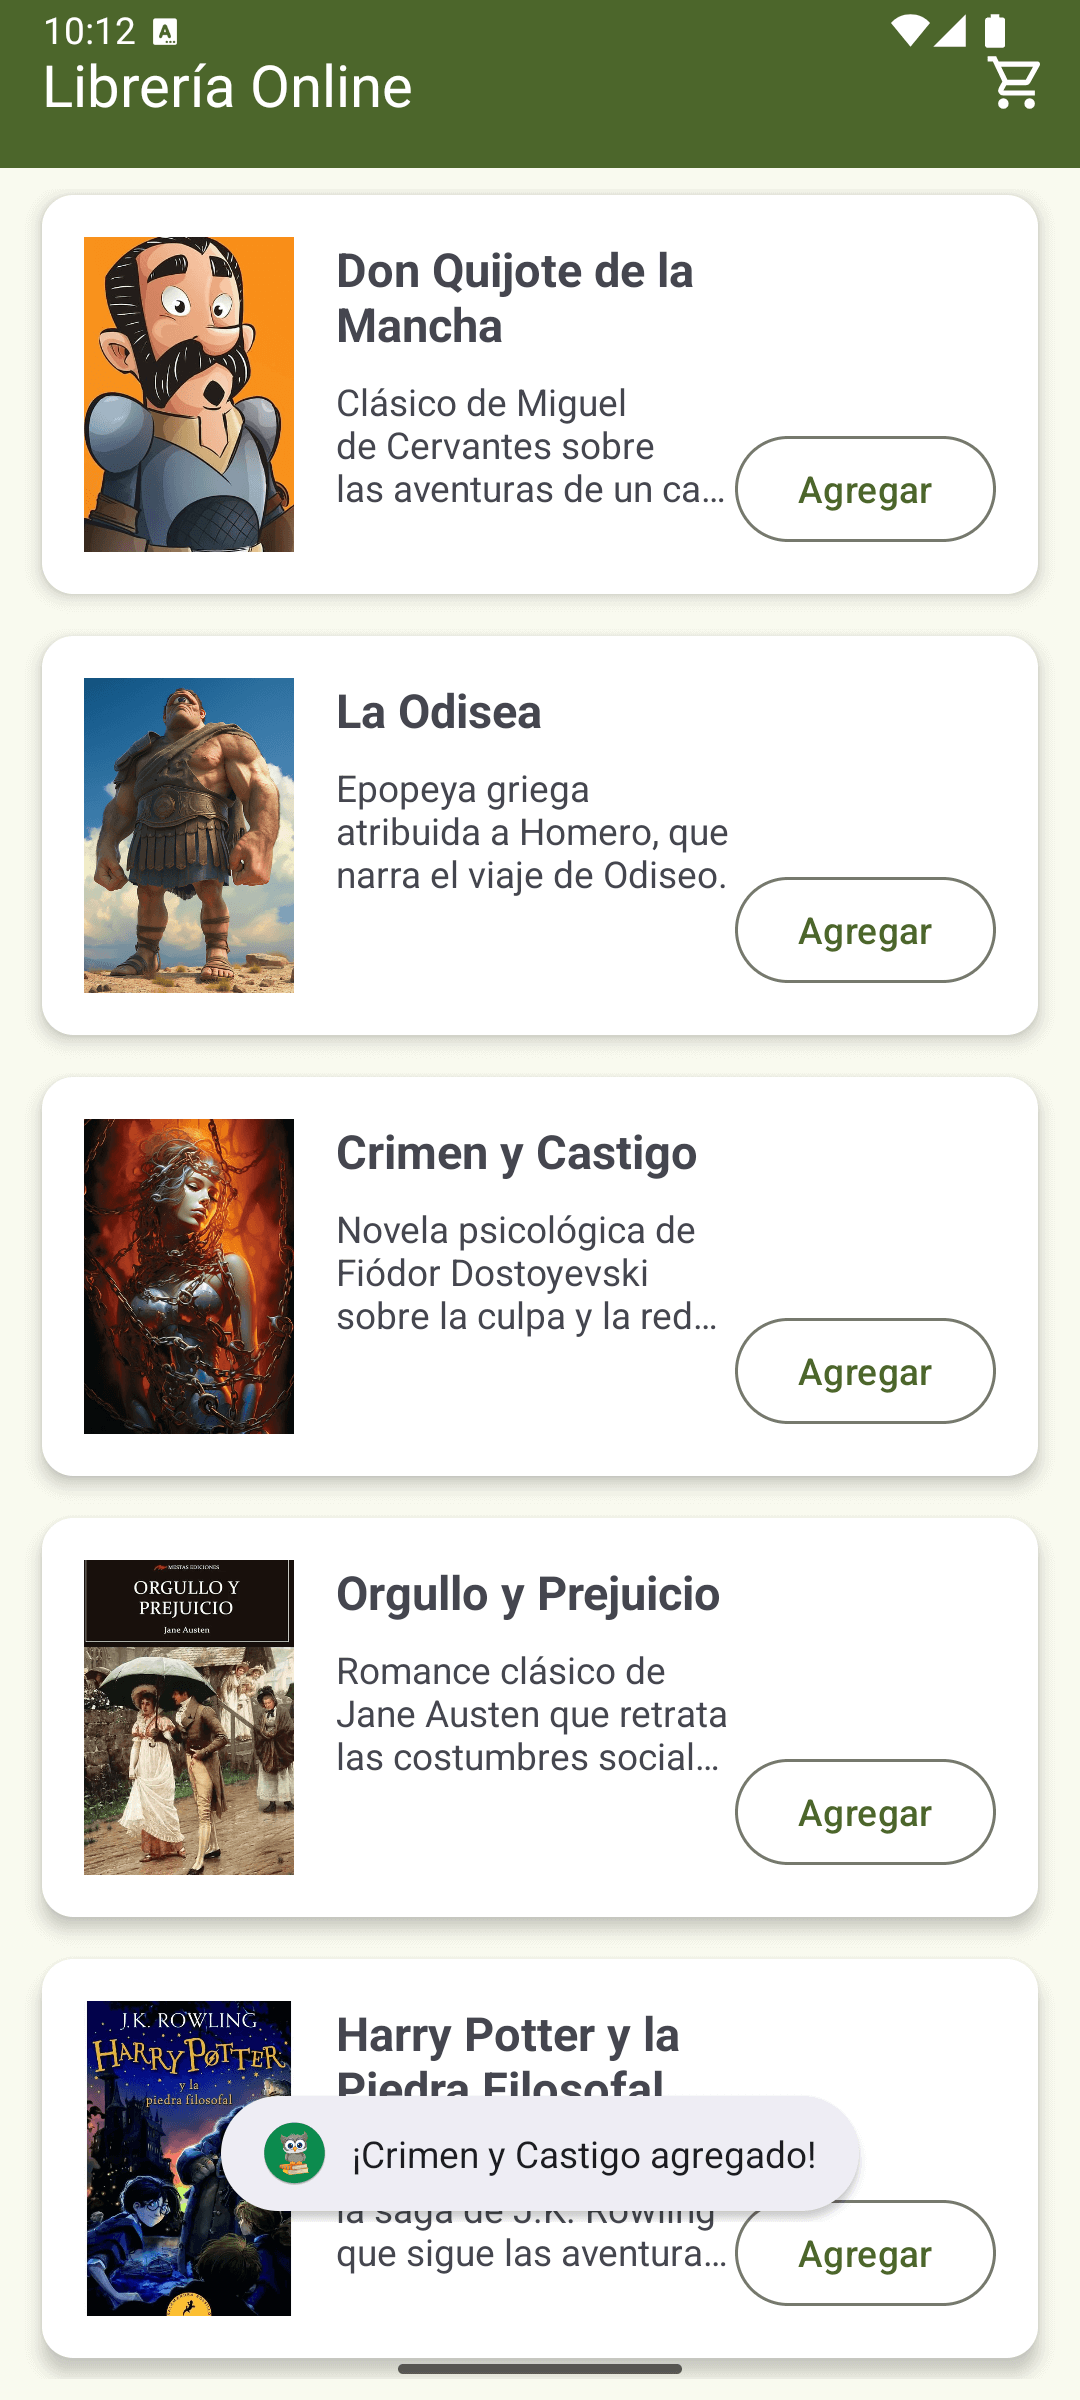 10:12
Librería Online
Don Quijote de la
Mancha
Clásico de Miguel
de Cervantes sobre
las aventuras de un ca...
Agregar
La Odisea
Epopeya griega
atribuida a Homero, que
narra el viaje de Odiseo.
Agregar
Crimen y Castigo
Novela psicológica de
Fiódor Dostoyevski
sobre la culpa y la red...
Agregar
MESTAS EDICIONES
ORGULLO Y
PREJUICIO
Jane Austen
Orgullo y Prejuicio
Romance clásico de
Jane Austen que retrata
las costumbres social...
Agregar
J.K. ROWLING
HARRY POTTER
y la
piedra filosofal
Harry Potter y la
Piedra Filosofal
¡Crimen y Castigo agregado!
la saga de J.K. Rowling
que sigue las aventura...
Agregar